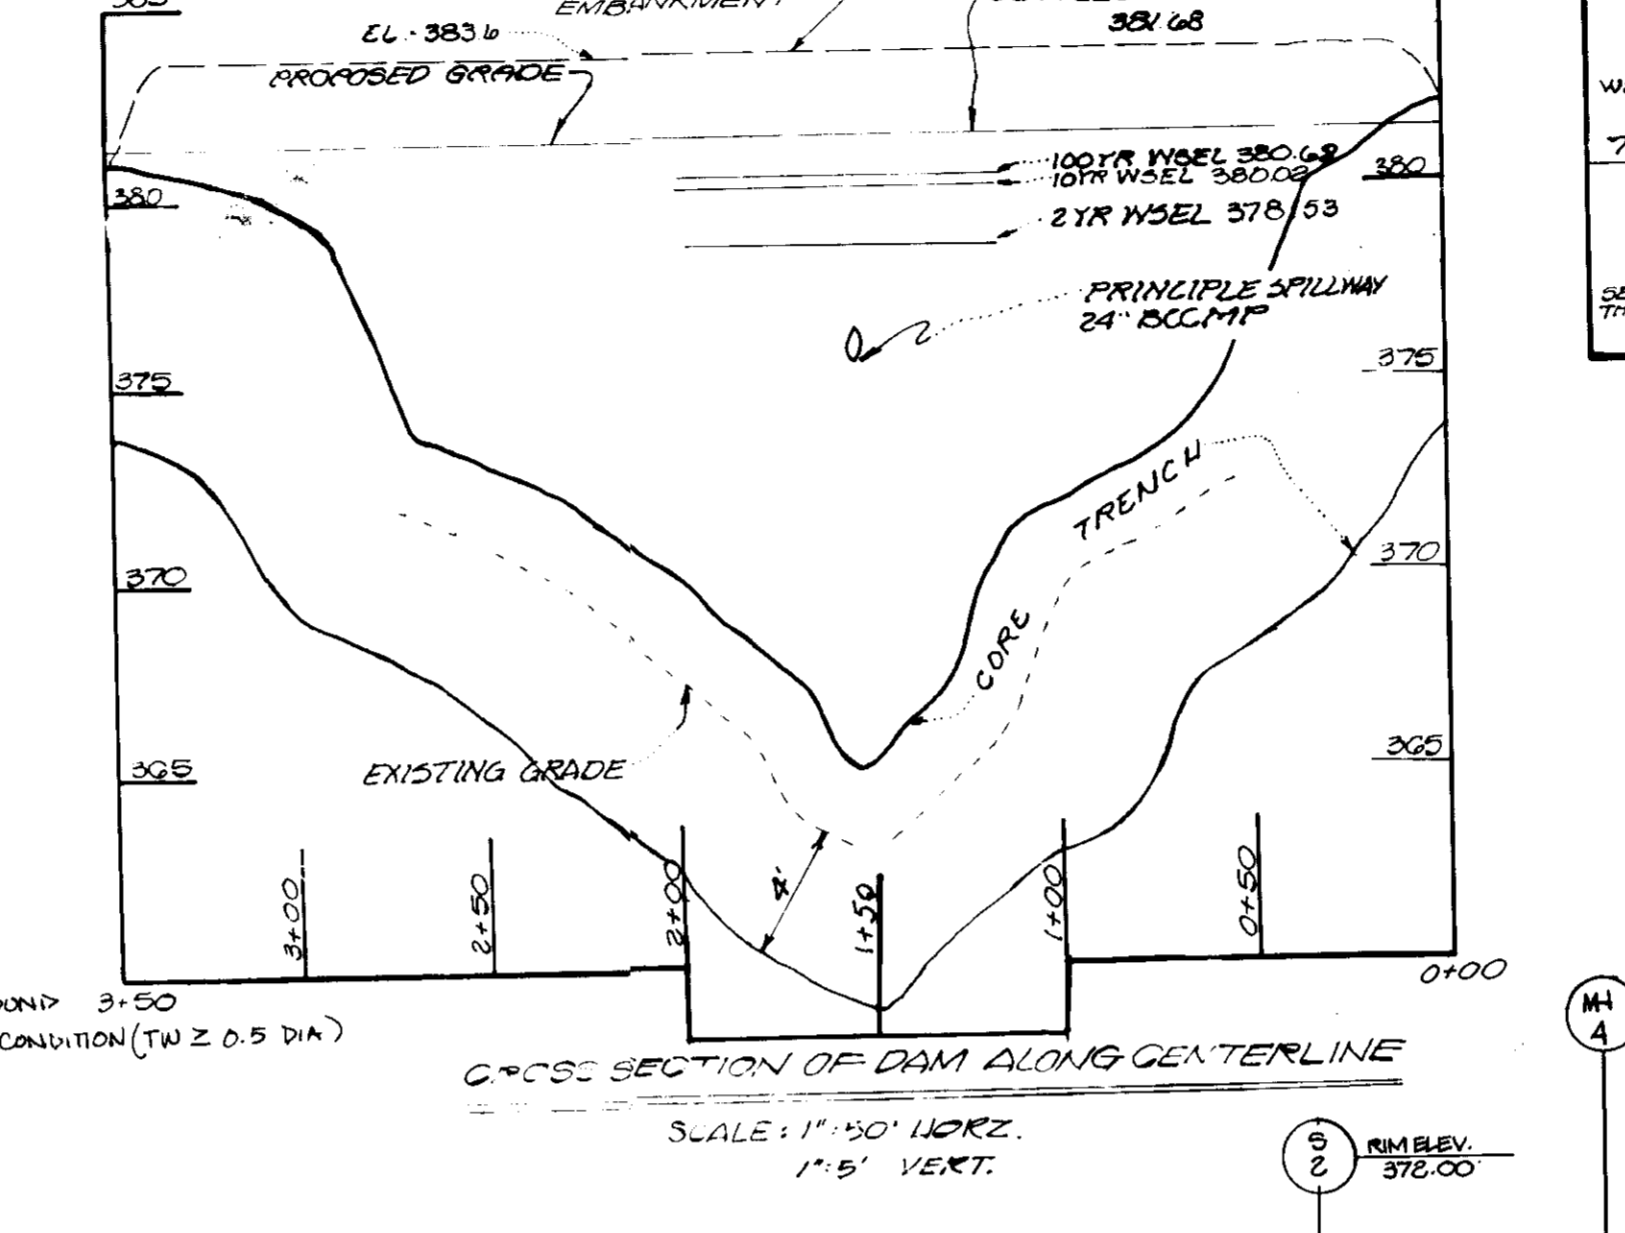 EMBANKMENT
381.68
EL. 383.6
PROPOSED GRADE
100YR WSEL 380.68
10YR WSEL 380.02
2YR WSEL 378.53
380
380
PRINCIPLE SPILLWAY
24" BCCMP
375
375
TRENCH
370
370
CORE
365
365
EXISTING GRADE
4'
3+00
2+50
2+00
1+50
1+00
0+50
0+00
3+50
CONDITION (TW ≥ 0.5 DIA)
CROSS SECTION OF DAM ALONG CENTERLINE
SCALE: 1":50' HORZ.
1":5' VERT.
S
2
RIM ELEV.
372.00
MH
4